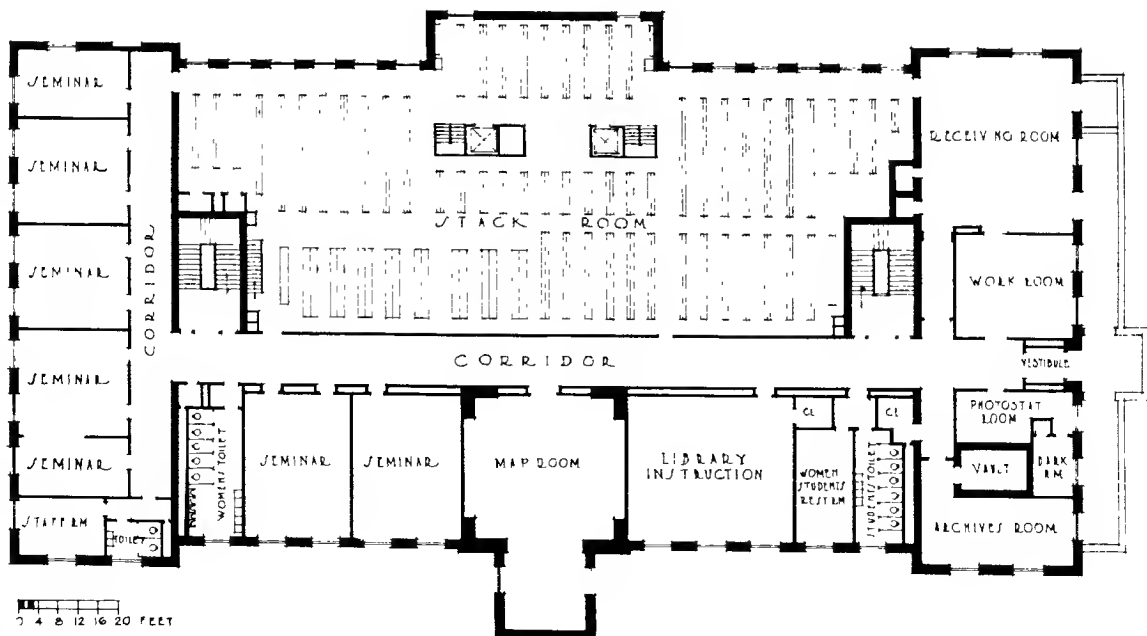 SEMINAR
SEMINAR
SEMINAR
SEMINAR
SEMINAR
STAFF RM
TOILET
CORRIDOR
STACK ROOM
CORRIDOR
WOMENS TOILET
SEMINAR
SEMINAR
MAP ROOM
LIBRARY
INSTRUCTION
CL
WOMEN
STUDENTS
REST RM
CL
STUDENTS TOILET
RECEIVING ROOM
WORK ROOM
VESTIBULE
PHOTOSTAT
ROOM
VAULT
DARK
RM
ARCHIVES ROOM
0 4 8 12 16 20 FEET